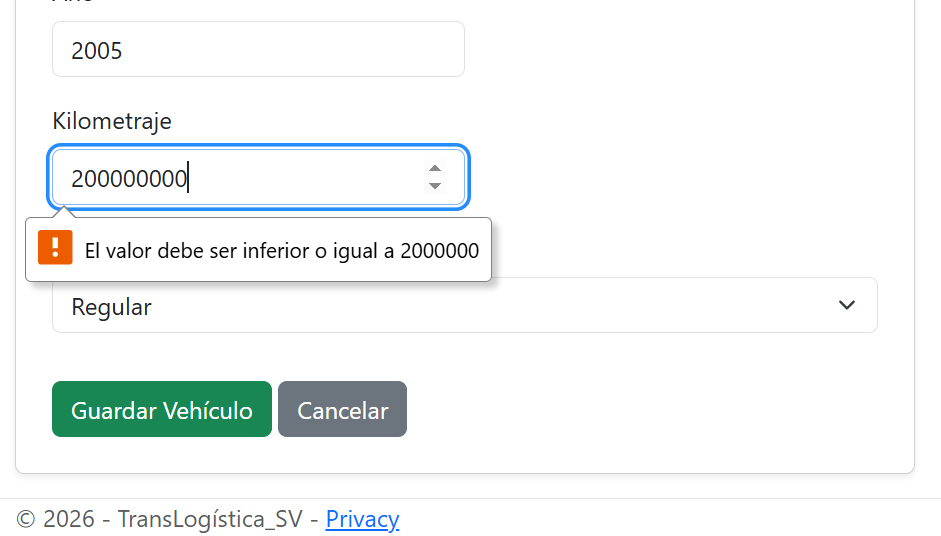 2005
Kilometraje
200000000
El valor debe ser inferior o igual a 2000000
Regular
Guardar Vehículo Cancelar
© 2026 - TransLogística_SV - Privacy